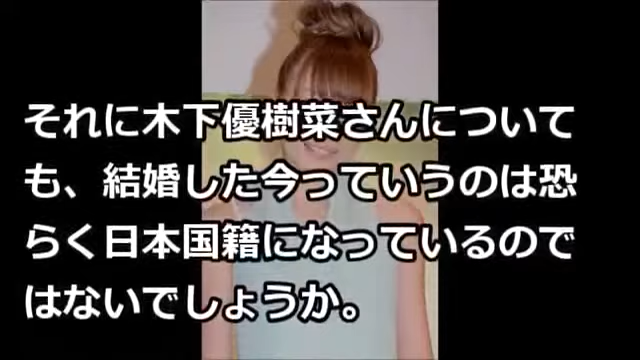 それに木下優樹菜さんについて
も、結婚した今っていうのは恐
らく日本国籍になっているので
はないでしょうか。